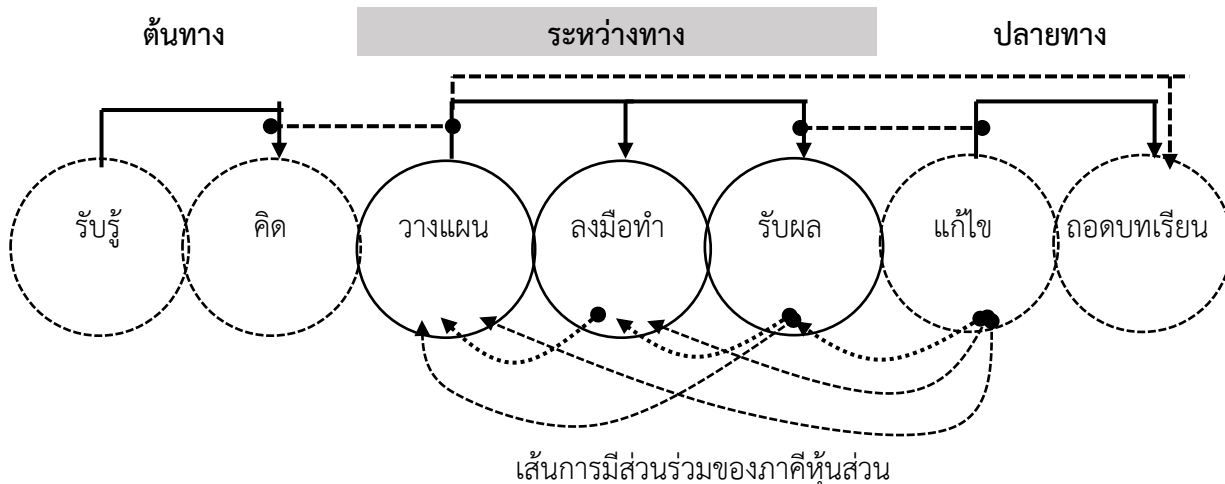 ต้นทาง ระหว่างทาง ปลายทาง
รับรู้ คิด วางแผน ลงมือทำ รับผล แก้ไข ถอดบทเรียน
เส้นการมีส่วนร่วมของภาคีหุ้นส่วน